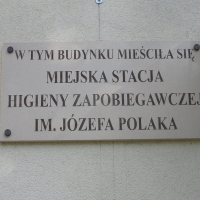 W TYM BUDYNKU MIEŚCIŁA SIĘ
MIEJSKA STACJA
HIGIENY ZAPOBIEGAWCZEJ
IM. JÓZEFA POLAKA